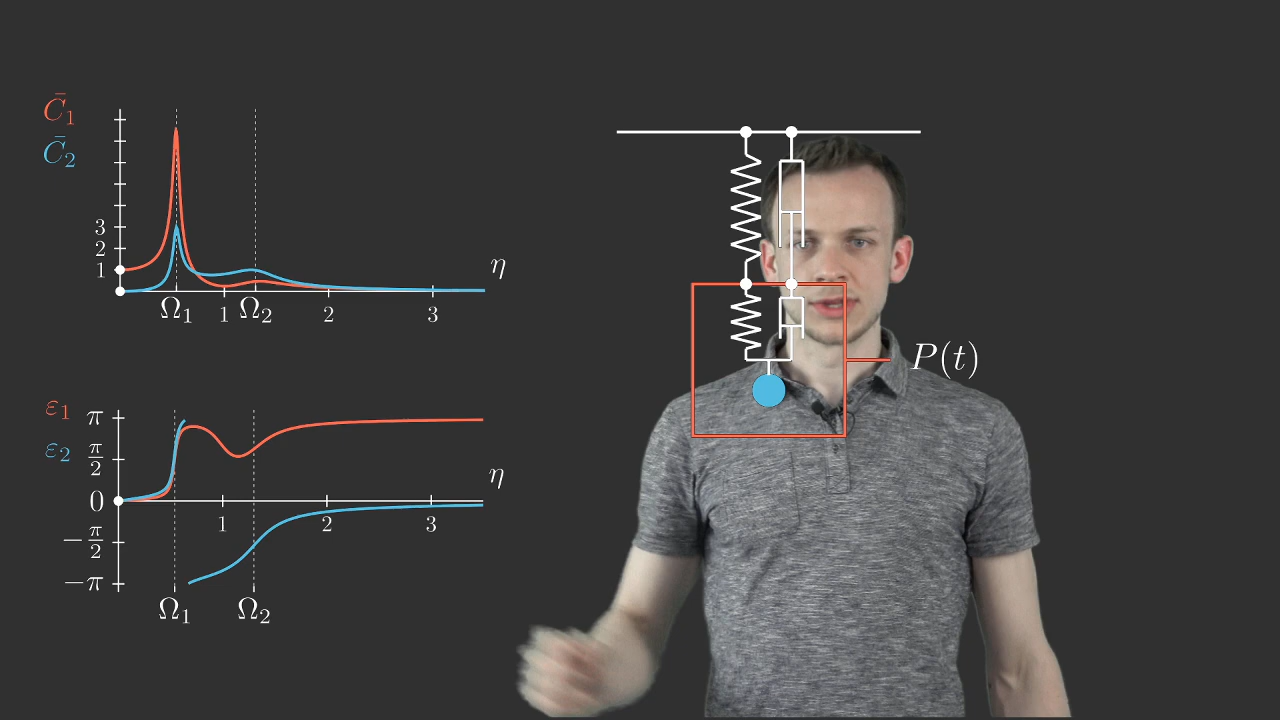 C̄₁
C̄₂
3
2
1
η
Ω₁ 1 Ω₂ 2 3
P(t)
ε₁ π
ε₂ π/2
η
0
1 2 3
−π/2
−π
Ω₁ Ω₂